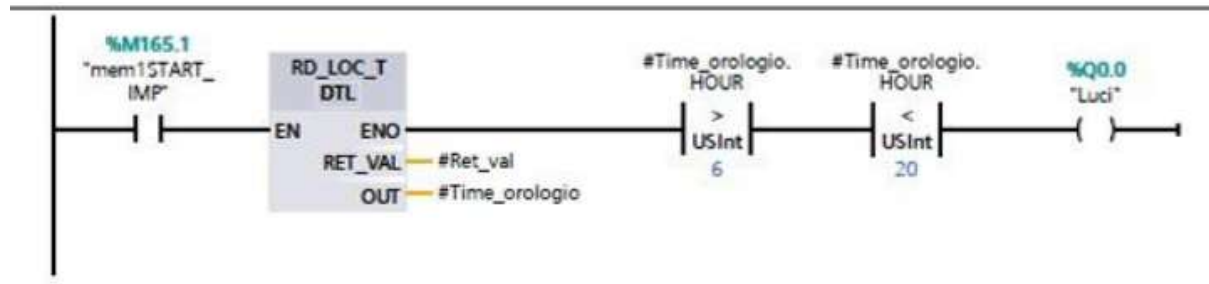 %M165.1
"mem1START_
IMP"
RD_LOC_T
DTL
EN ENO
RET_VAL #Ret_val
OUT #Time_orologio
#Time_orologio.
HOUR
>
USInt
6
#Time_orologio.
HOUR
<
USInt
20
%Q0.0
"Luci"